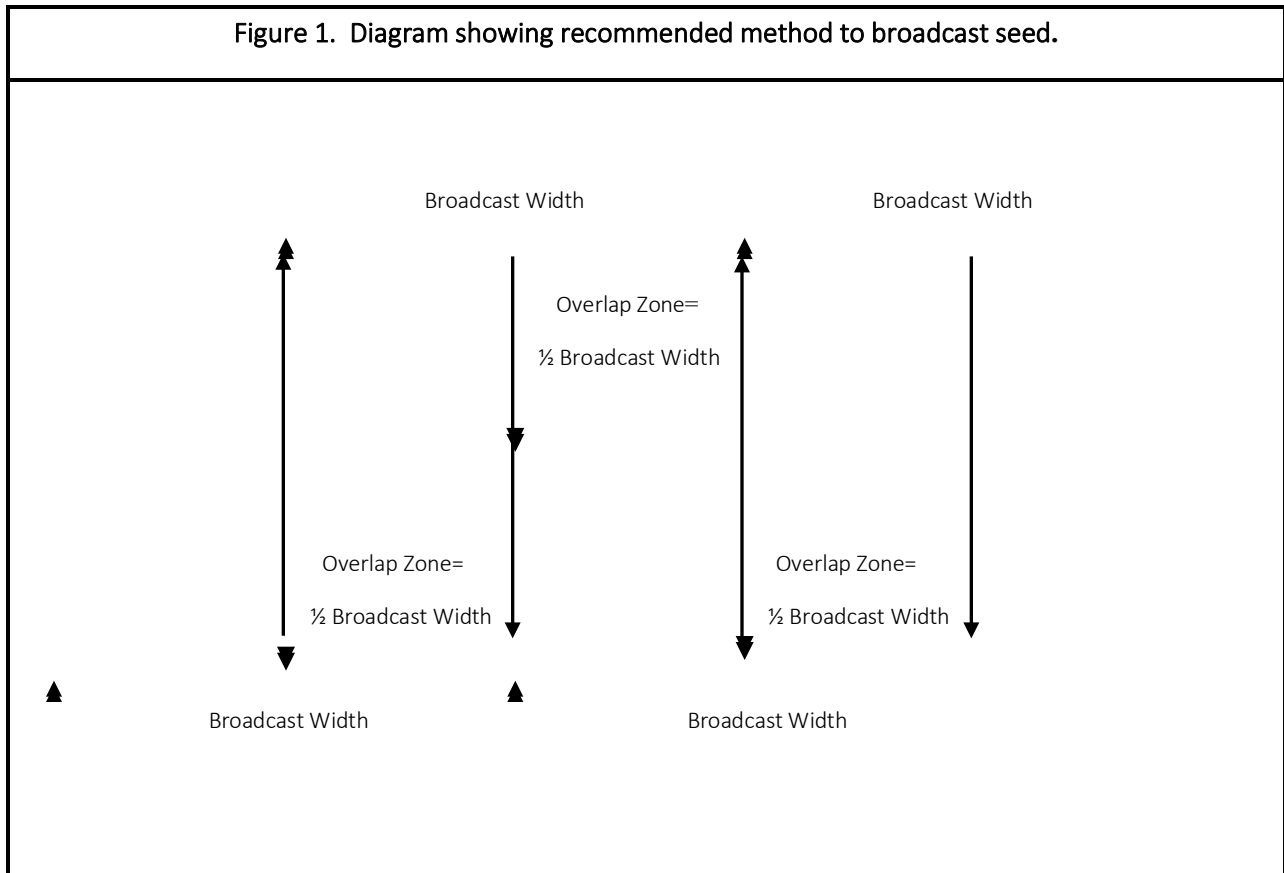 Figure 1. Diagram showing recommended method to broadcast seed.
Broadcast Width
Broadcast Width
Overlap Zone=
½ Broadcast Width
Overlap Zone=
½ Broadcast Width
Overlap Zone=
½ Broadcast Width
Broadcast Width
Broadcast Width